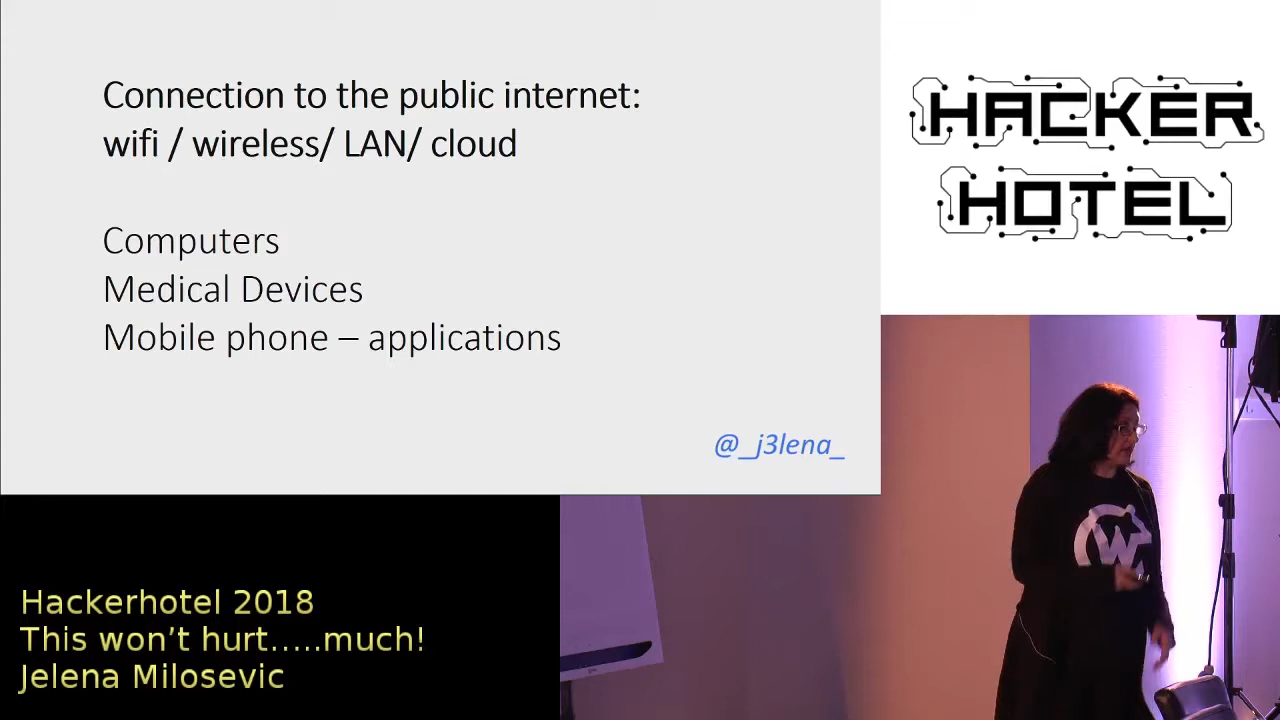 Connection to the public internet:
wifi / wireless/ LAN/ cloud
Computers
Medical Devices
Mobile phone – applications
@_j3lena_
HACKER
HOTEL
W
Hackerhotel 2018
This won't hurt.....much!
Jelena Milosevic